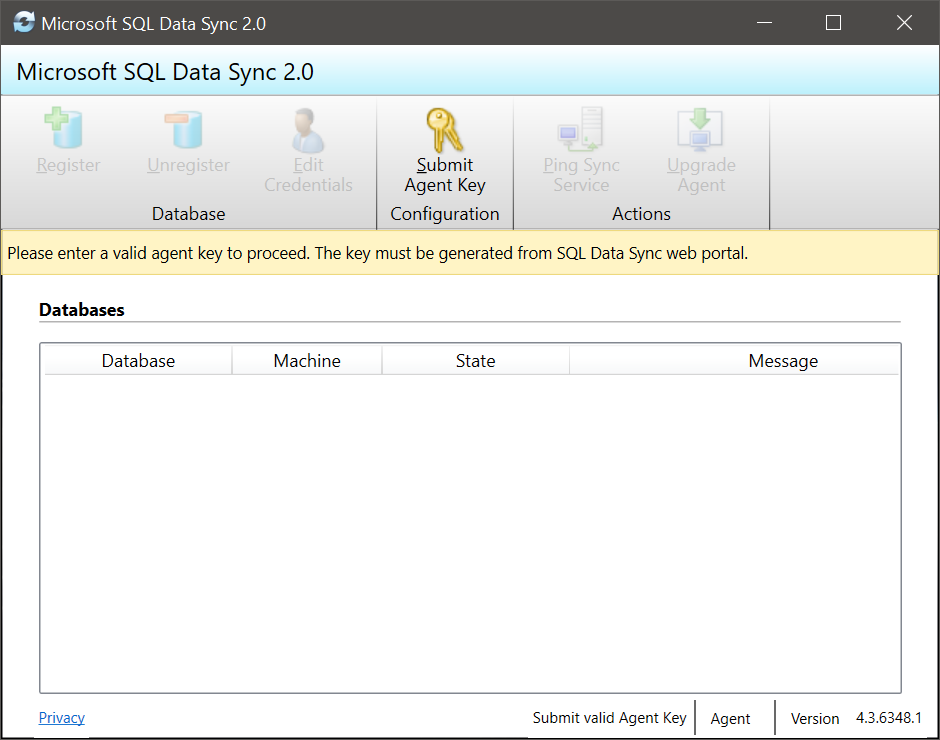 Microsoft SQL Data Sync 2.0
Microsoft SQL Data Sync 2.0
Register
Unregister
Edit
Credentials
Database
Submit
Agent Key
Configuration
Ping Sync
Service
Upgrade
Agent
Actions
Please enter a valid agent key to proceed. The key must be generated from SQL Data Sync web portal.
Databases
Database Machine State Message
Privacy
Submit valid Agent Key Agent Version 4.3.6348.1